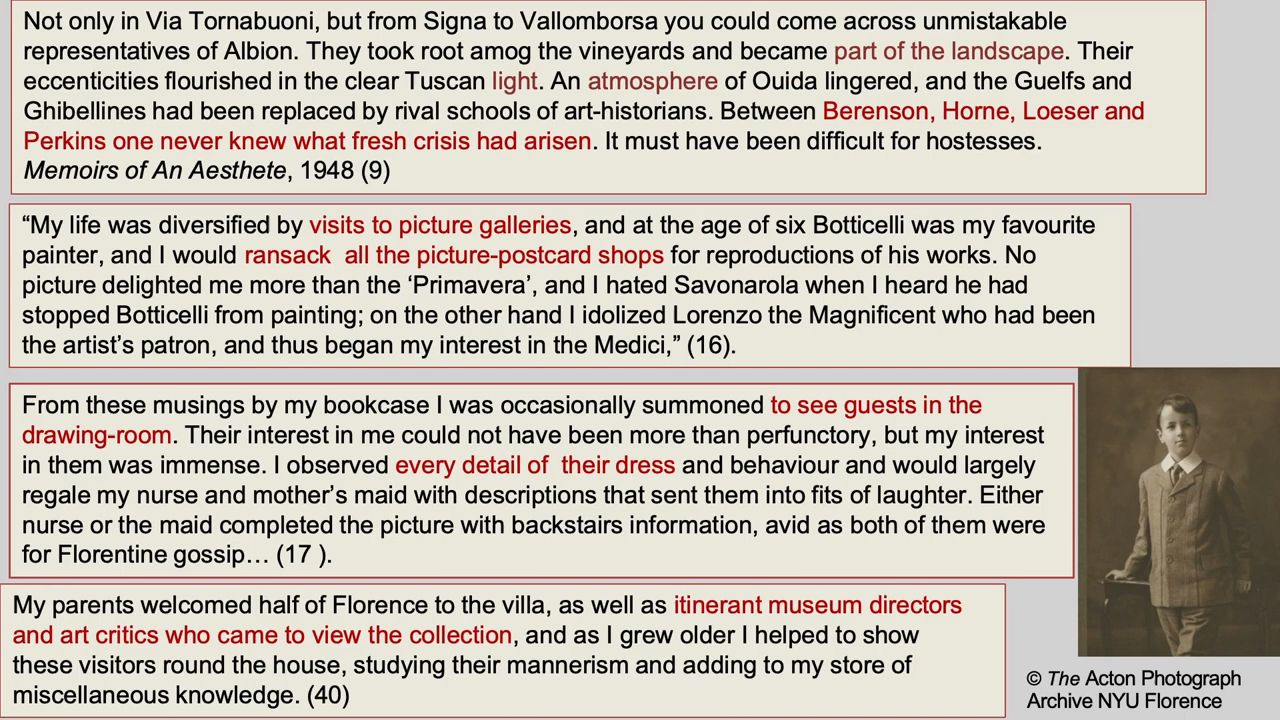 Not only in Via Tornabuoni, but from Signa to Vallomborsa you could come across unmistakable
representatives of Albion. They took root amog the vineyards and became part of the landscape. Their
eccenticities flourished in the clear Tuscan light. An atmosphere of Ouida lingered, and the Guelfs and
Ghibellines had been replaced by rival schools of art-historians. Between Berenson, Horne, Loeser and
Perkins one never knew what fresh crisis had arisen. It must have been difficult for hostesses.
Memoirs of An Aesthete, 1948 (9)
“My life was diversified by visits to picture galleries, and at the age of six Botticelli was my favourite
painter, and I would ransack  all the picture-postcard shops for reproductions of his works. No
picture delighted me more than the ‘Primavera’, and I hated Savonarola when I heard he had
stopped Botticelli from painting; on the other hand I idolized Lorenzo the Magnificent who had been
the artist’s patron, and thus began my interest in the Medici,” (16).
From these musings by my bookcase I was occasionally summoned to see guests in the
drawing-room. Their interest in me could not have been more than perfunctory, but my interest
in them was immense. I observed every detail of  their dress and behaviour and would largely
regale my nurse and mother’s maid with descriptions that sent them into fits of laughter. Either
nurse or the maid completed the picture with backstairs information, avid as both of them were
for Florentine gossip… (17 ).
My parents welcomed half of Florence to the villa, as well as itinerant museum directors
and art critics who came to view the collection, and as I grew older I helped to show
these visitors round the house, studying their mannerism and adding to my store of
miscellaneous knowledge. (40)
© The Acton Photograph
Archive NYU Florence